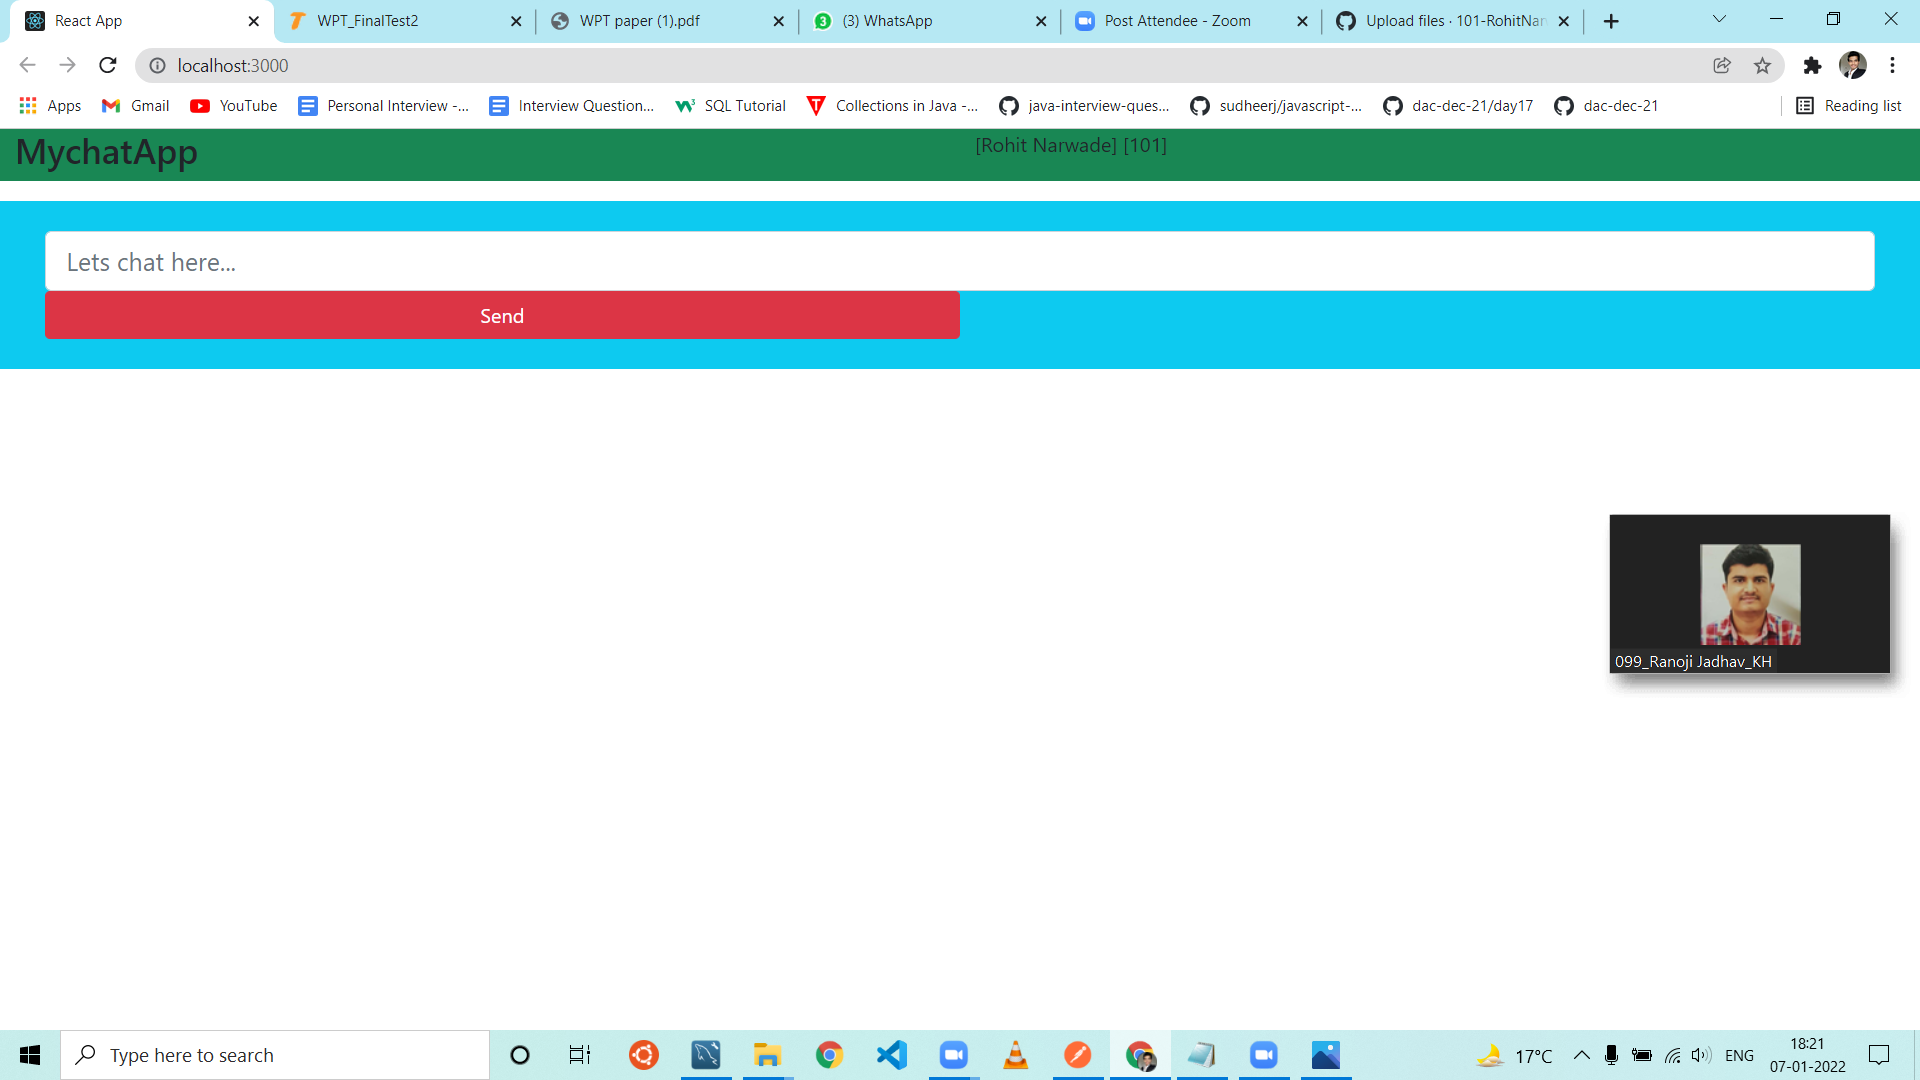 React App
WPT_FinalTest2
WPT paper (1).pdf
3
(3) WhatsApp
Post Attendee - Zoom
Upload files · 101-RohitNar
localhost:3000
Apps
Gmail
YouTube
Personal Interview -...
Interview Question...
SQL Tutorial
Collections in Java -...
java-interview-ques...
sudheerj/javascript-...
dac-dec-21/day17
dac-dec-21
Reading list
MychatApp
[Rohit Narwade] [101]
Lets chat here...
Send
099_Ranoji Jadhav_KH
Type here to search
17°C
ENG
18:21
07-01-2022